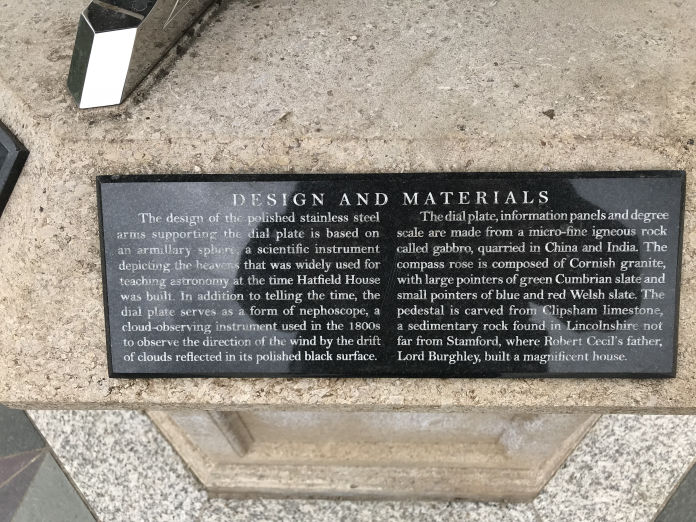 DESIGN AND MATERIALS
The design of the polished stainless steel
arms supporting the dial plate is based on
an armillary sphere, a scientific instrument
depicting the heavens that was widely used for
teaching astronomy at the time Hatfield House
was built. In addition to telling the time, the
dial plate serves as a form of nephoscope, a
cloud-observing instrument used in the 1800s
to observe the direction of the wind by the drift
of clouds reflected in its polished black surface.
The dial plate, information panels and degree
scale are made from a micro-fine igneous rock
called gabbro, quarried in China and India. The
compass rose is composed of Cornish granite,
with large pointers of green Cumbrian slate and
small pointers of blue and red Welsh slate. The
pedestal is carved from Clipsham limestone,
a sedimentary rock found in Lincolnshire not
far from Stamford, where Robert Cecil's father,
Lord Burghley, built a magnificent house.